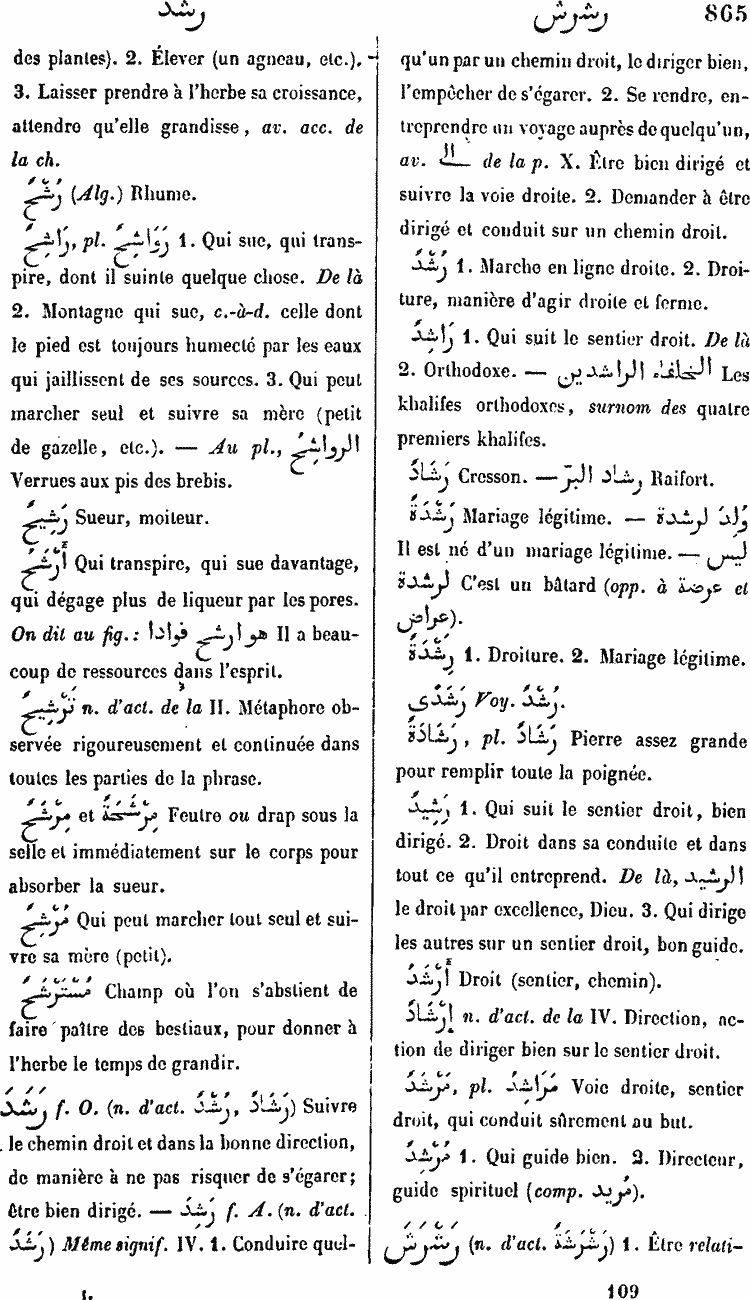 رشد
رشرش
865
des plantes). 2. Élever (un agneau, etc.).
3. Laisser prendre à l'herbe sa croissance,
attendre qu'elle grandisse, av. acc. de
la ch.
رَشْحٌ (Alg.) Rhume.
رَاشِحٌ, pl. رَوَاشِحٌ 1. Qui sue, qui trans-
pire, dont il suinte quelque chose. De là
2. Montagne qui sue, c.-à-d. celle dont
le pied est toujours humecté par les eaux
qui jaillissent de ses sources. 3. Qui peut
marcher seul et suivre sa mère (petit
de gazelle, etc.). — Au pl., الرواشحُ
Verrues aux pis des brebis.
رَشِيحٌ Sueur, moiteur.
أَرْشَحُ Qui transpire, qui sue davantage,
qui dégage plus de liqueur par les pores.
On dit au fig.: هو ارشح فوادا Il a beau-
coup de ressources dans l'esprit.
تَرْشِيحٌ n. d'act. de la II. Métaphore ob-
servée rigoureusement et continuée dans
toutes les parties de la phrase.
مِرْشَحٌ et مِرْشَحَةٌ Feutre ou drap sous la
selle et immédiatement sur le corps pour
absorber la sueur.
مُرْشِحٌ Qui peut marcher tout seul et sui-
vre sa mère (petit).
مُسْتَرْشَحٌ Champ où l'on s'abstient de
faire paître des bestiaux, pour donner à
l'herbe le temps de grandir.
رَشَدَ f. O. (n. d'act. رُشْدٌ, رَشَادٌ) Suivre
le chemin droit et dans la bonne direction,
de manière à ne pas risquer de s'égarer;
être bien dirigé. — رَشِدَ f. A. (n. d'act.
رَشَدٌ) Même signif. IV. 1. Conduire quel-
I.
qu'un par un chemin droit, le diriger bien,
l'empêcher de s'égarer. 2. Se rendre, en-
treprendre un voyage auprès de quelqu'un,
av. الى de la p. X. Être bien dirigé et
suivre la voie droite. 2. Demander à être
dirigé et conduit sur un chemin droit.
رُشْدٌ 1. Marche en ligne droite. 2. Droi-
ture, manière d'agir droite et ferme.
رَاشِدٌ 1. Qui suit le sentier droit. De là
2. Orthodoxe. — الخلفاء الراشدين Les
khalifes orthodoxes, surnom des quatre
premiers khalifes.
رَشَادٌ Cresson. — رشاد البرّ Raifort.
رَشْدَةٌ Mariage légitime. — وُلِدَ لرشدة
Il est né d'un mariage légitime. — ليس
لرشدة C'est un bâtard (opp. à عرضة et
عراض).
رِشْدَةٌ 1. Droiture. 2. Mariage légitime.
رَشَدَى Voy. رُشْدٌ.
رَشَادَةٌ, pl. رَشَادٌ Pierre assez grande
pour remplir toute la poignée.
رَشِيدٌ 1. Qui suit le sentier droit, bien
dirigé. 2. Droit dans sa conduite et dans
tout ce qu'il entreprend. De là, الرشيد
le droit par excellence, Dieu. 3. Qui dirige
les autres sur un sentier droit, bon guide.
أَرْشَدُ Droit (sentier, chemin).
إِرْشَادٌ n. d'act. de la IV. Direction, ac-
tion de diriger bien sur le sentier droit.
مَرْشَدٌ, pl. مَرَاشِدُ Voie droite, sentier
droit, qui conduit sûrement au but.
مُرْشِدٌ 1. Qui guide bien. 2. Directeur,
guide spirituel (comp. مُرِيد).
رَشْرَشَ (n. d'act. رَشْرَشَةٌ) 1. Être relati-
109